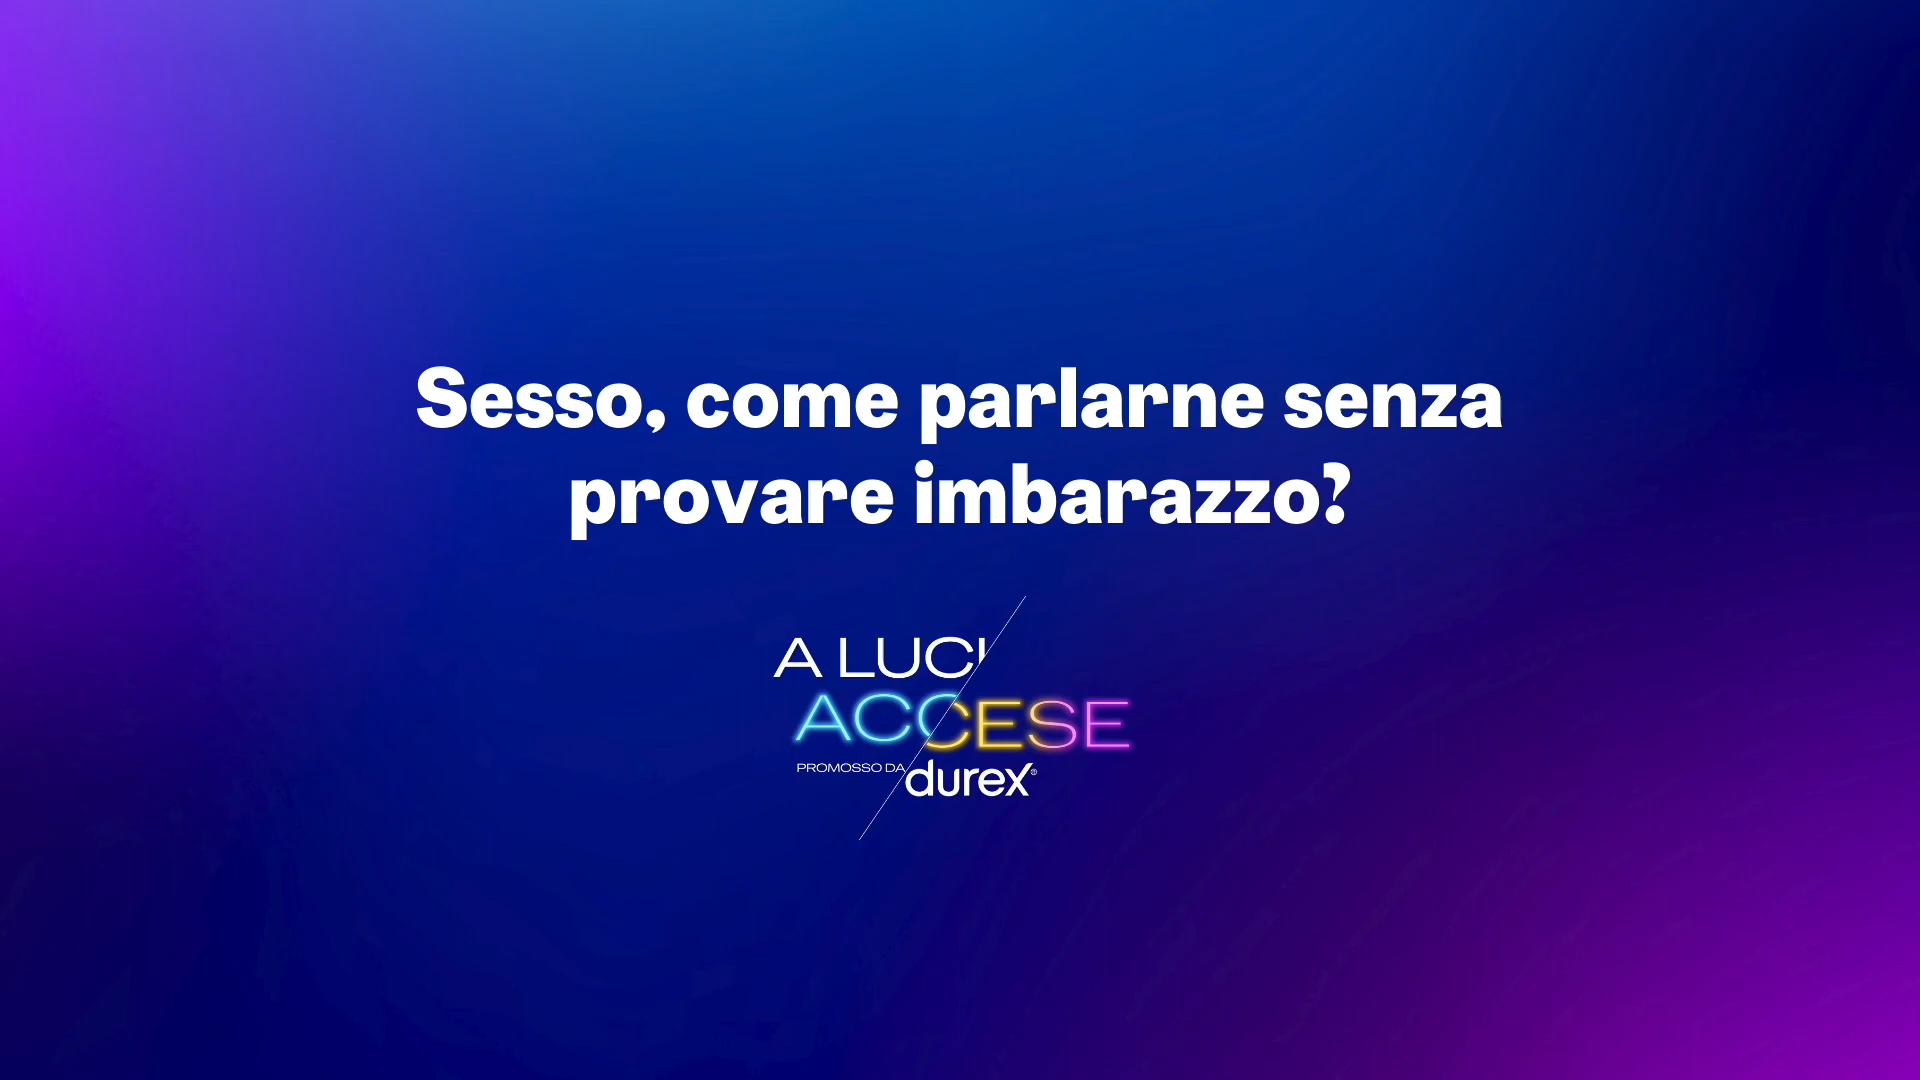 Sesso, come parlarne senza
provare imbarazzo?
A LUCI
ACCESE
PROMOSSO DA durex®